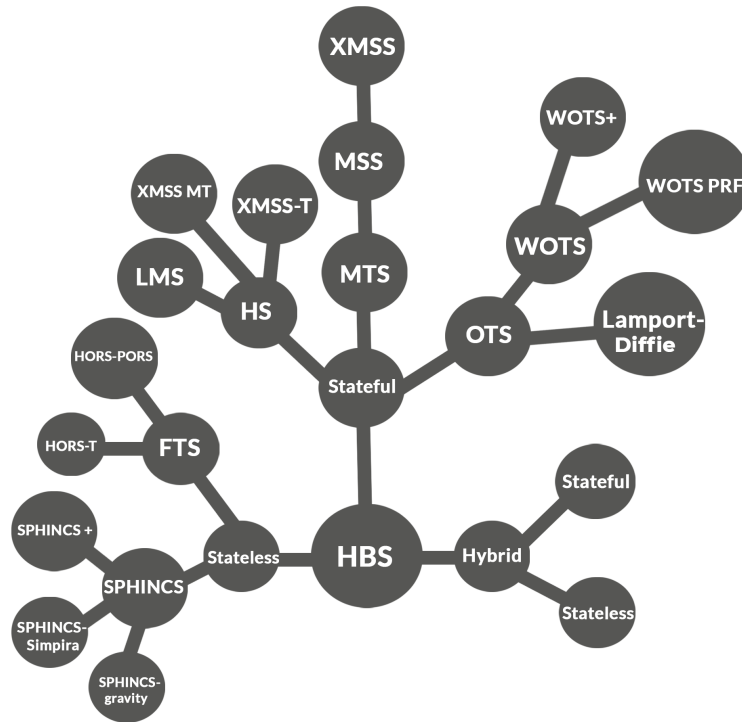 XMSS
WOTS+
MSS
XMSS MT
WOTS PRF
XMSS-T
WOTS
LMS
MTS
HS
Lamport-
Diffie
OTS
HORS-PORS
Stateful
HORS-T
FTS
Stateful
SPHINCS +
Stateless
HBS
Hybrid
SPHINCS
Stateless
SPHINCS-
Simpira
SPHINCS-
gravity